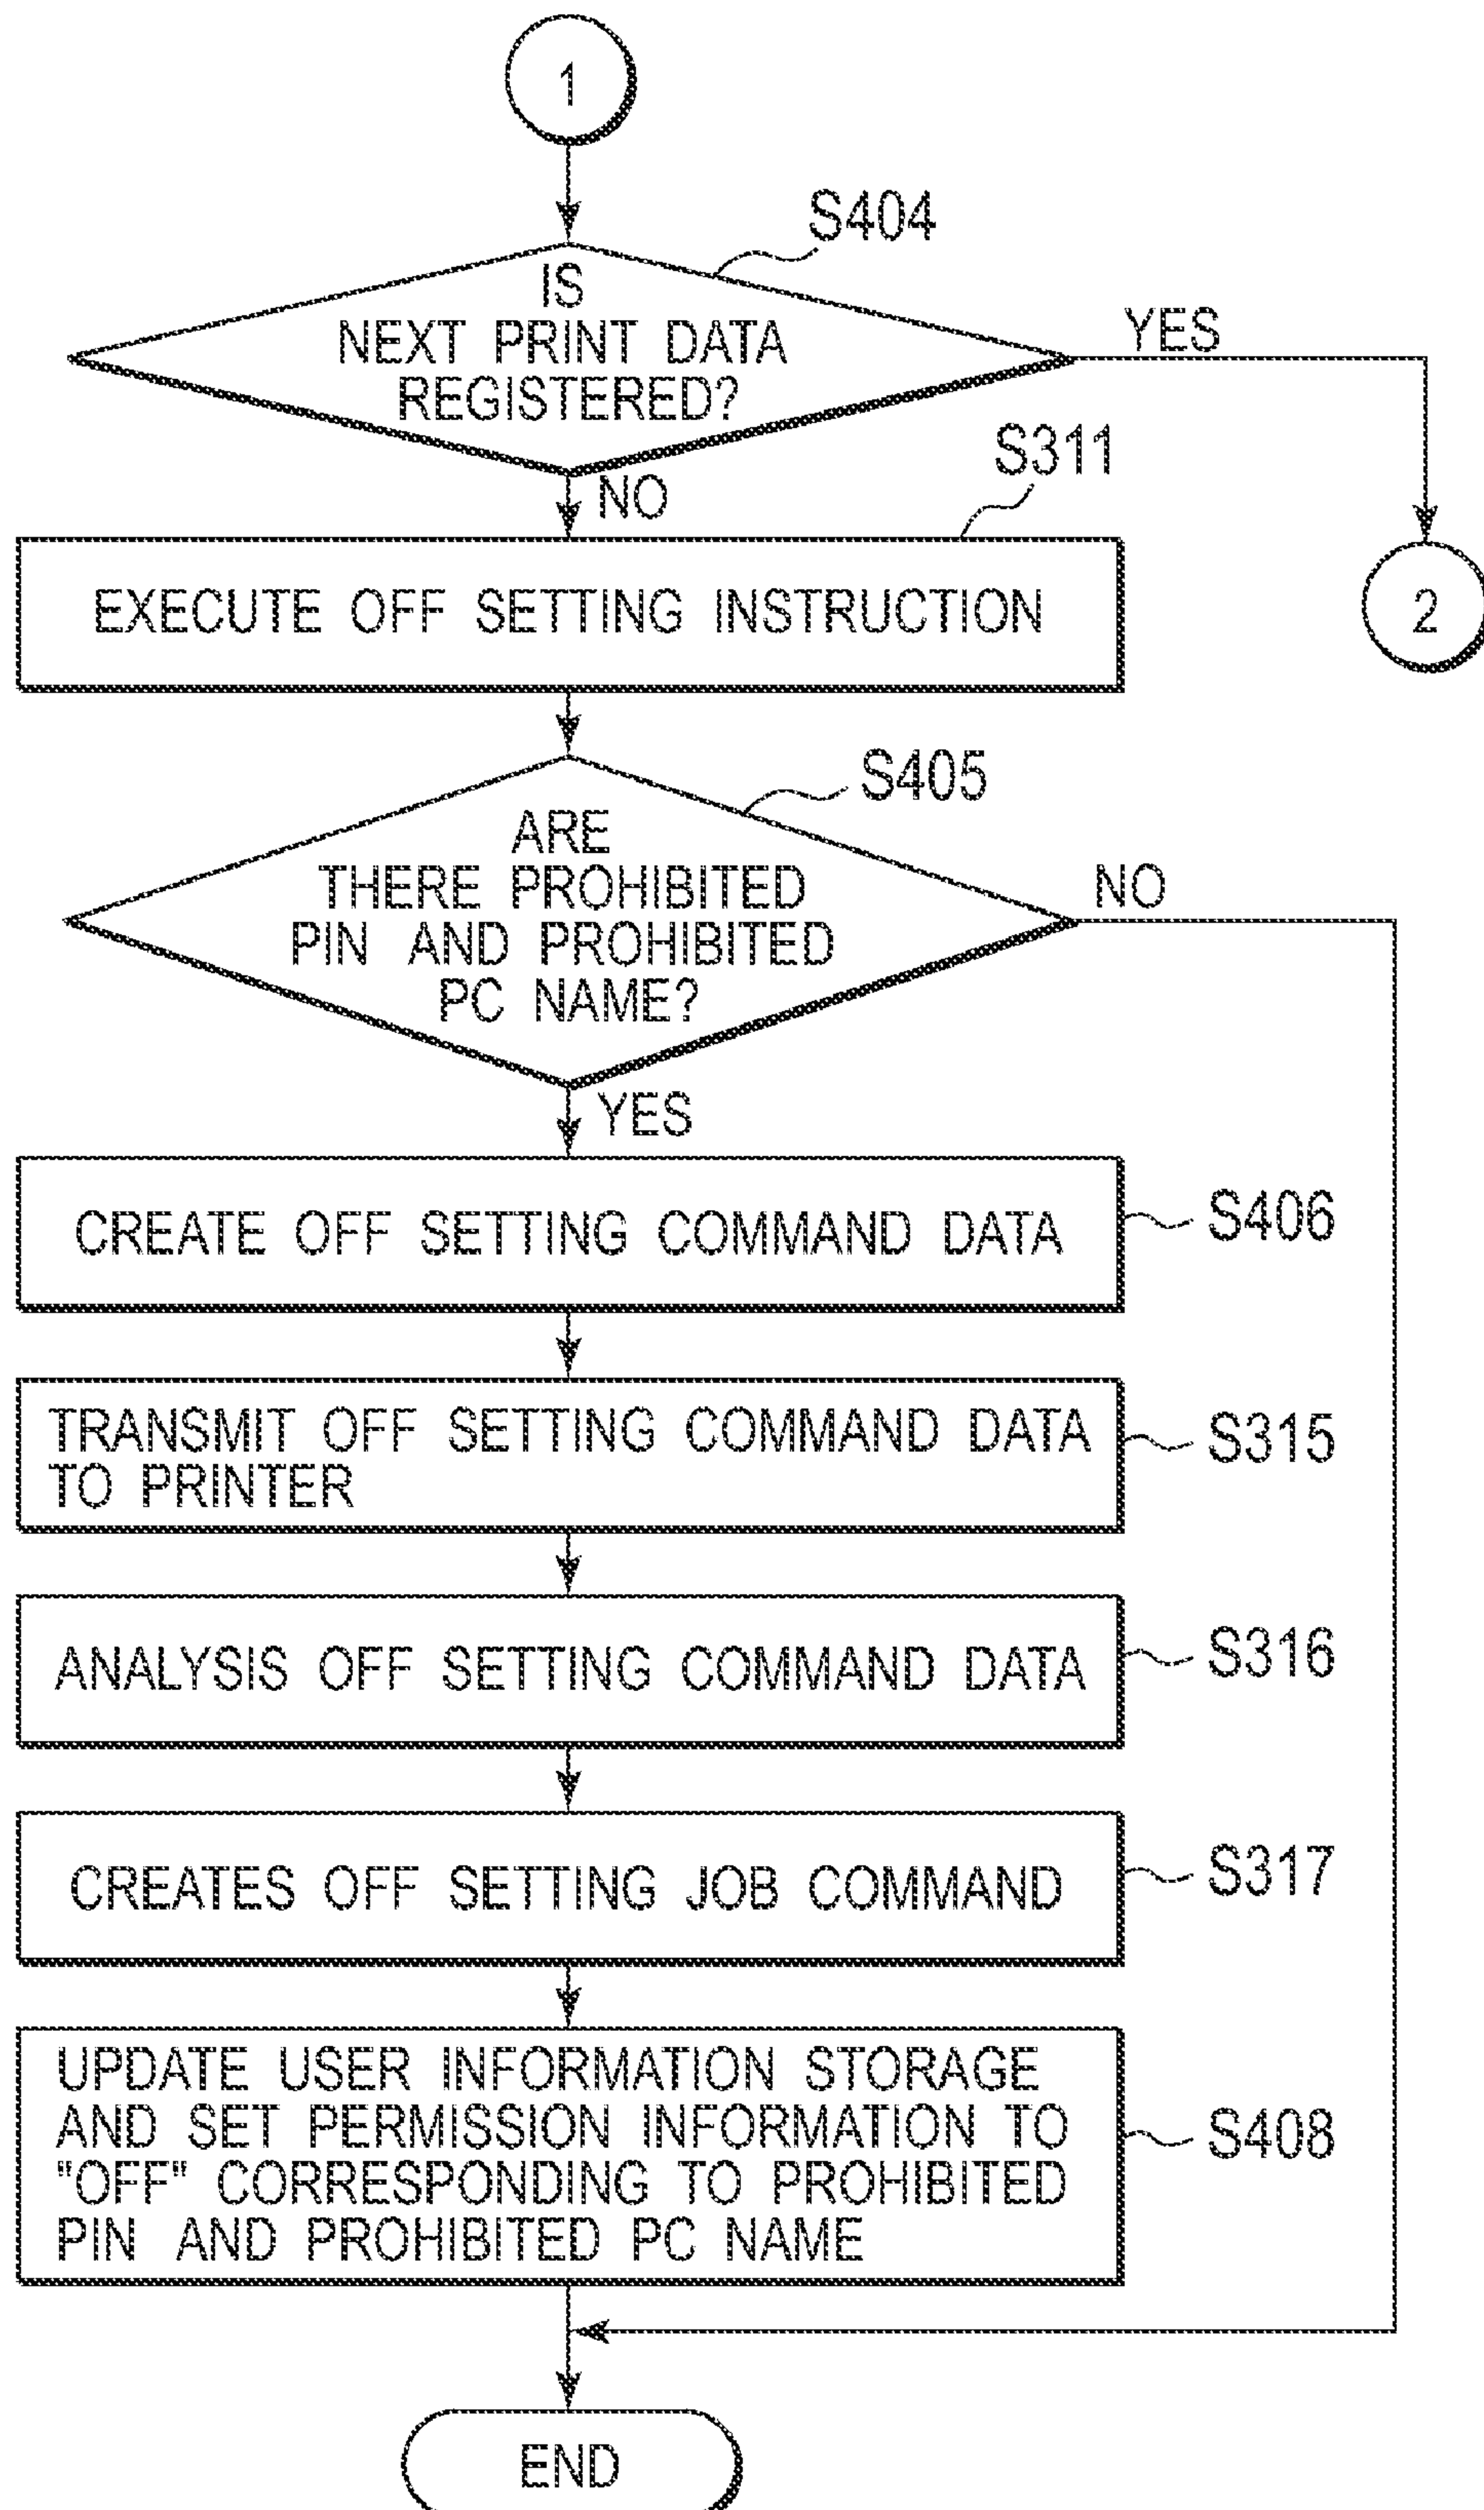 1
S404
IS
NEXT PRINT DATA
REGISTERED?
YES
NO
S311
2
EXECUTE OFF SETTING INSTRUCTION
S405
ARE
THERE PROHIBITED
PIN AND PROHIBITED
PC NAME?
NO
YES
CREATE OFF SETTING COMMAND DATA
S406
TRANSMIT OFF SETTING COMMAND DATA
TO PRINTER
S315
ANALYSIS OFF SETTING COMMAND DATA
S316
CREATES OFF SETTING JOB COMMAND
S317
UPDATE USER INFORMATION STORAGE
AND SET PERMISSION INFORMATION TO
"OFF" CORRESPONDING TO PROHIBITED
PIN AND PROHIBITED PC NAME
S408
END